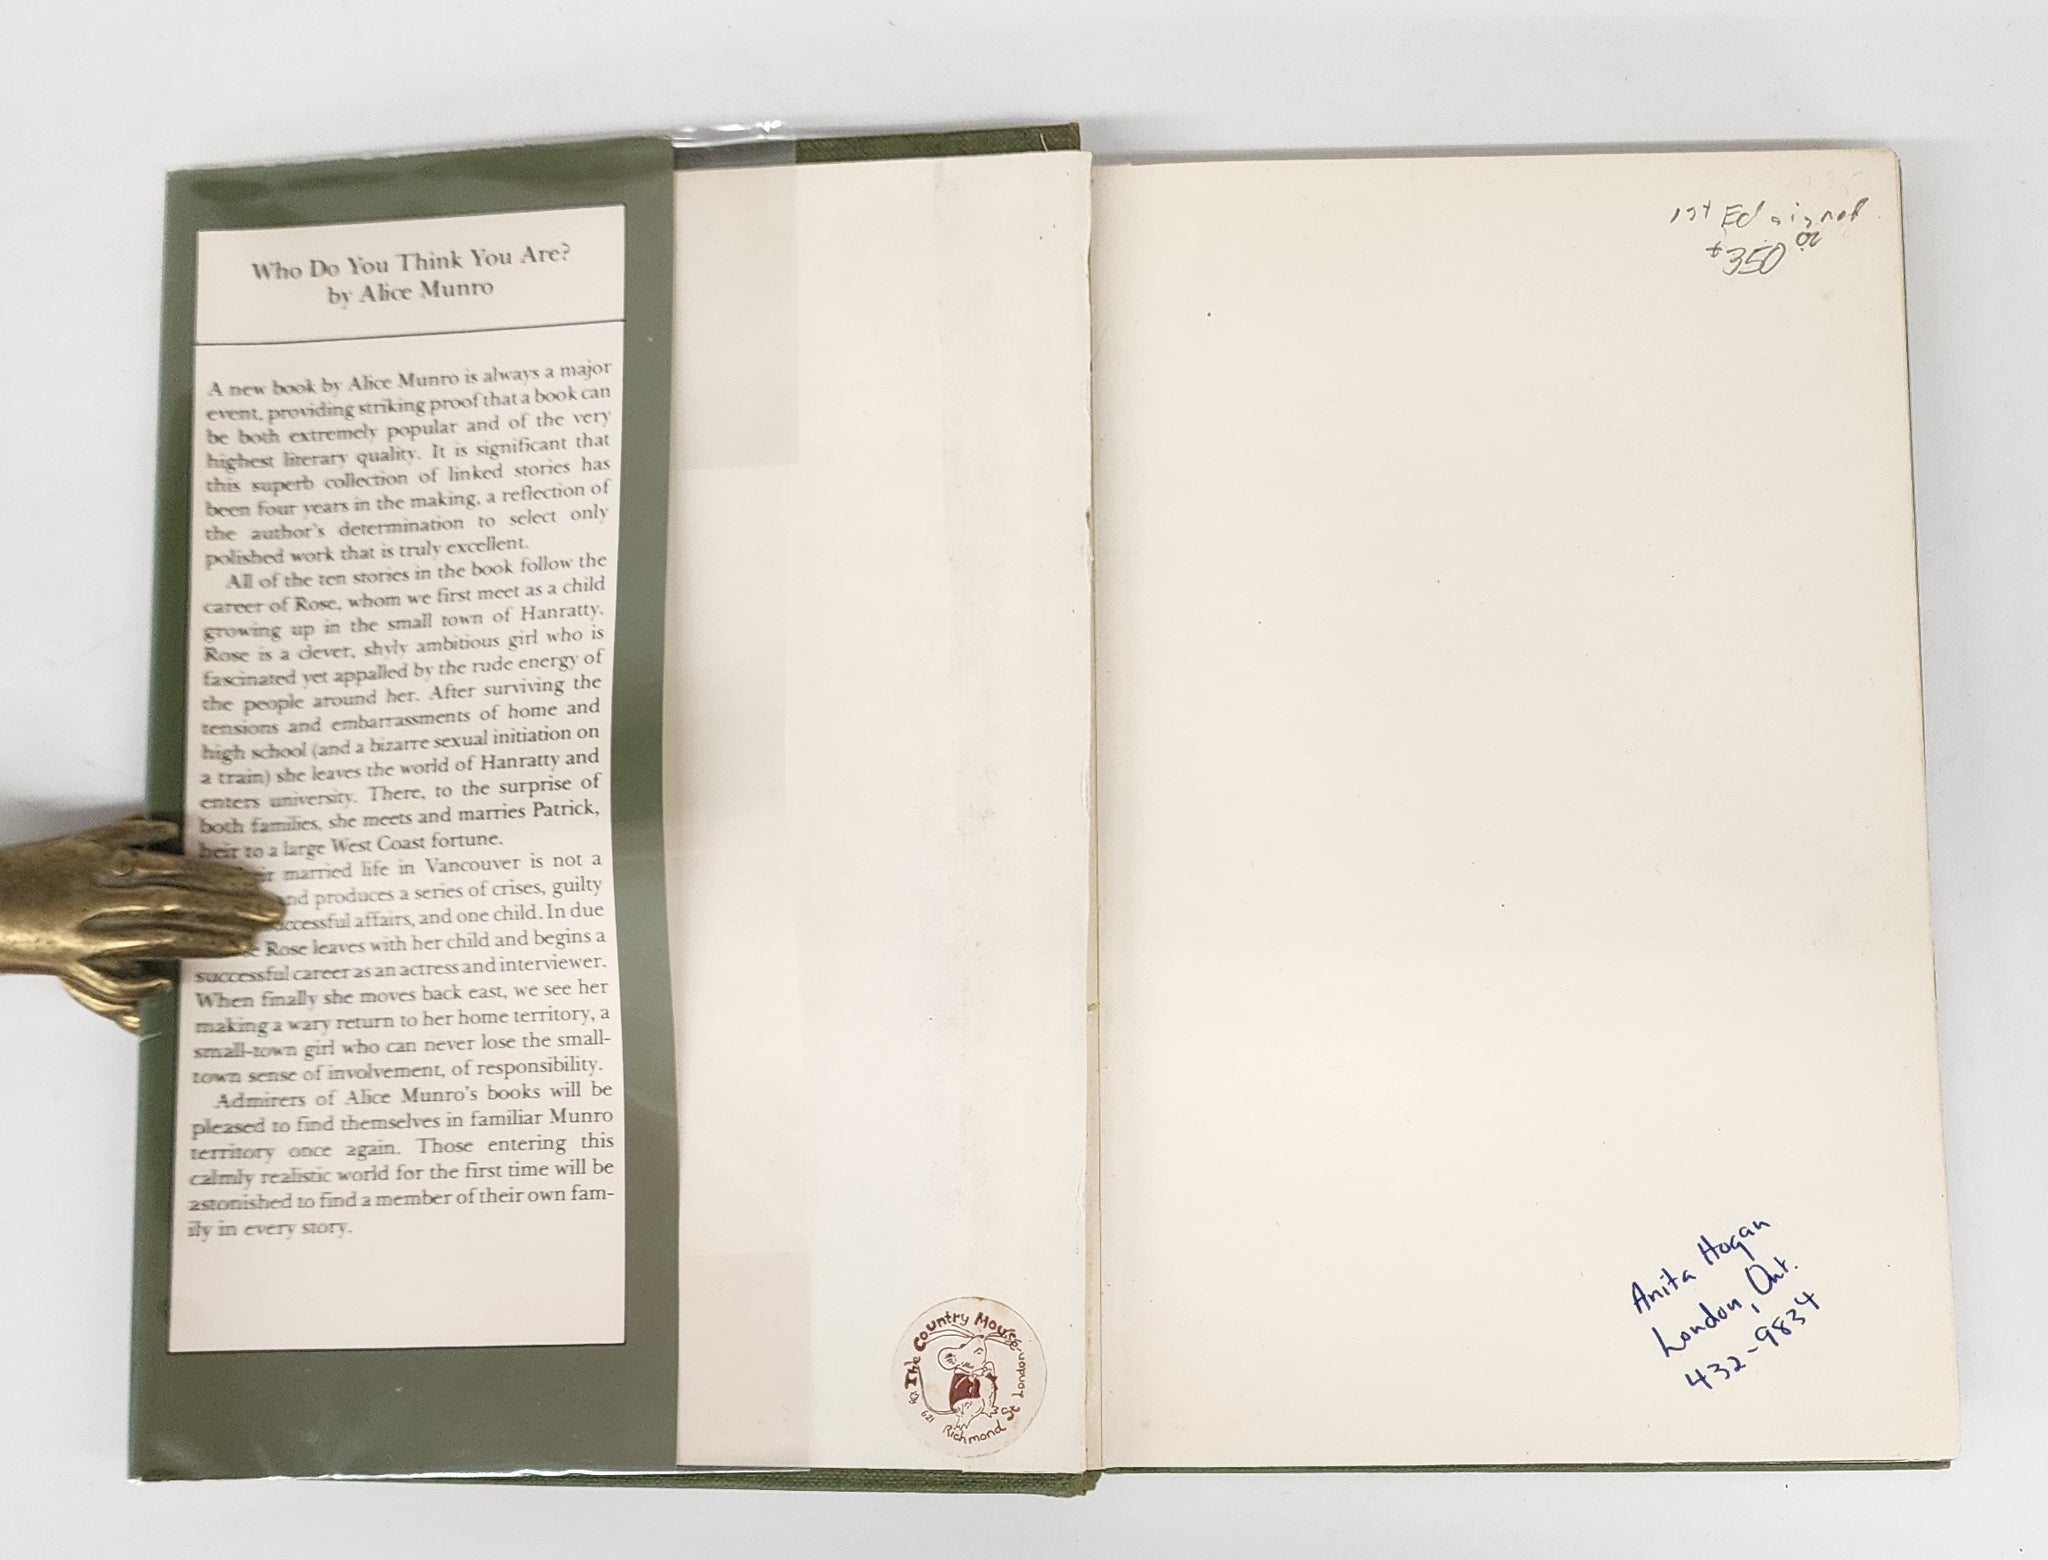 Who Do You Think You Are?
by Alice Munro
A new book by Alice Munro is always a major
event, providing striking proof that a book can
be both extremely popular and of the very
highest literary quality. It is significant that
this superb collection of linked stories has
been four years in the making, a reflection of
the author's determination to select only
polished work that is truly excellent.
All of the ten stories in the book follow the
career of Rose, whom we first meet as a child
growing up in the small town of Hanratty.
Rose is a clever, shyly ambitious girl who is
fascinated yet appalled by the rude energy of
the people around her. After surviving the
tensions and embarrassments of home and
high school (and a bizarre sexual initiation on
a train) she leaves the world of Hanratty and
enters university. There, to the surprise of
both families, she meets and marries Patrick,
heir to a large West Coast fortune.
married life in Vancouver is not a
and produces a series of crises, guilty
affairs, and one child. In due
Rose leaves with her child and begins a
successful career as an actress and interviewer.
When finally she moves back east, we see her
making a wary return to her home territory, a
small-town girl who can never lose the small-
town sense of involvement, of responsibility.
Admirers of Alice Munro's books will be
pleased to find themselves in familiar Munro
territory once again. Those entering this
calmly realistic world for the first time will be
astonished to find a member of their own fam-
ily in every story.
The Country Mouse
621 Richmond St London
1st Ed signed
$350 00
Anita Hogan
London, Ont.
432-9834